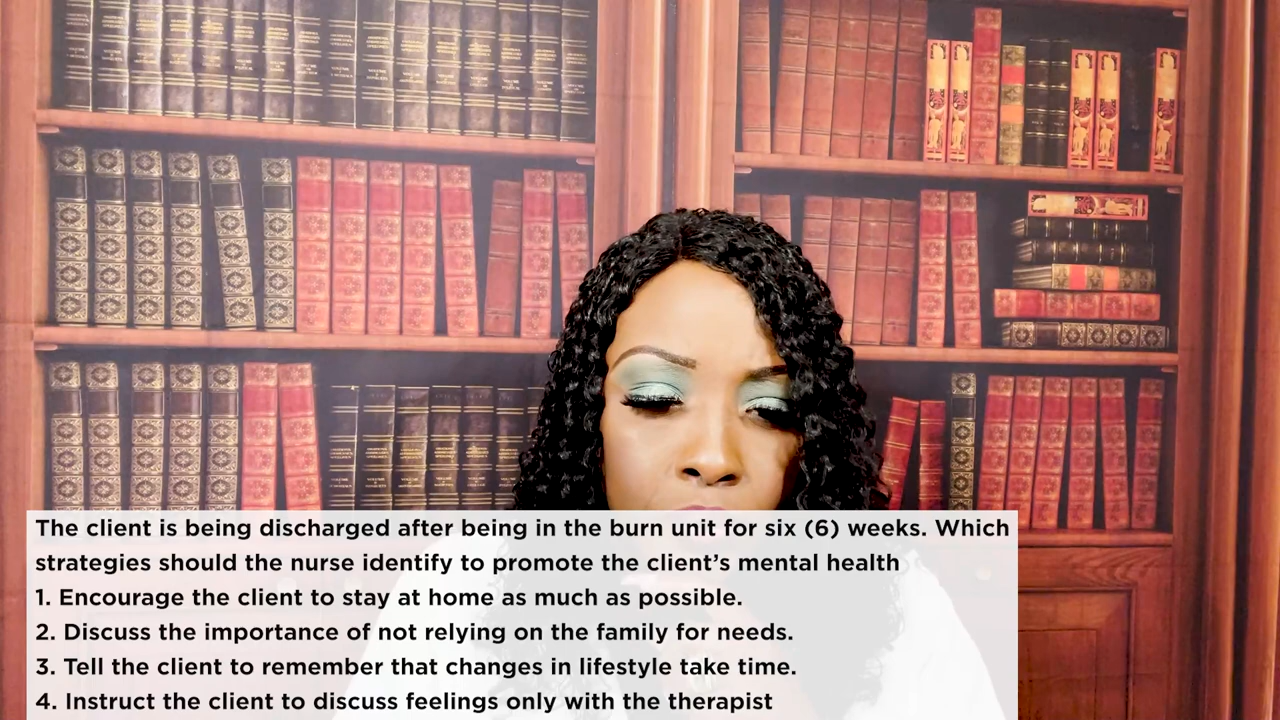 The client is being discharged after being in the burn unit for six (6) weeks. Which
strategies should the nurse identify to promote the client's mental health
1. Encourage the client to stay at home as much as possible.
2. Discuss the importance of not relying on the family for needs.
3. Tell the client to remember that changes in lifestyle take time.
4. Instruct the client to discuss feelings only with the therapist